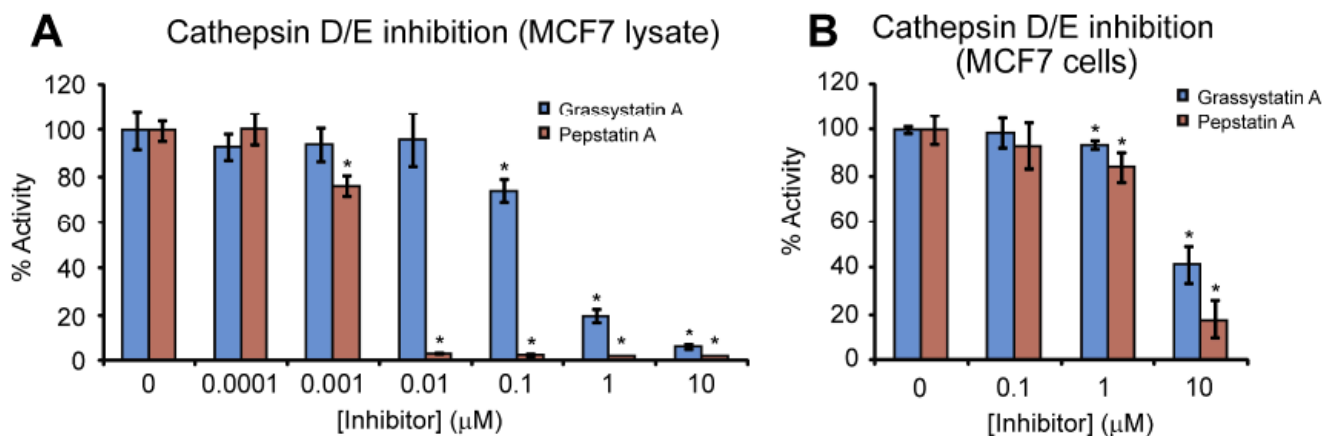 A
Cathepsin D/E inhibition (MCF7 lysate)
120
100
80
60
40
20
0
% Activity
Grassystatin A
Pepstatin A
*
*
*
*
*
*
*
*
0 0.0001 0.001 0.01 0.1 1 10
[Inhibitor] (μM)
B
Cathepsin D/E inhibition
(MCF7 cells)
120
100
80
60
40
20
0
% Activity
Grassystatin A
Pepstatin A
* *
*
*
0 0.1 1 10
[Inhibitor] (μM)